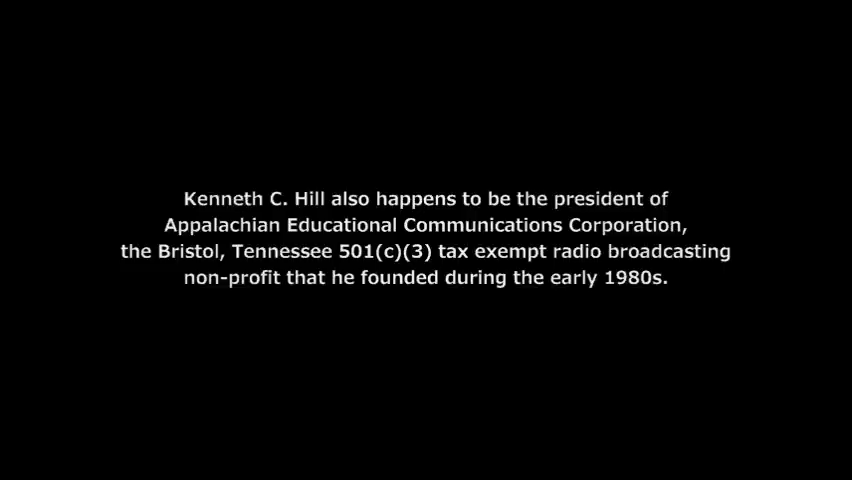 Kenneth C. Hill also happens to be the president of
Appalachian Educational Communications Corporation,
the Bristol, Tennessee 501(c)(3) tax exempt radio broadcasting
non-profit that he founded during the early 1980s.